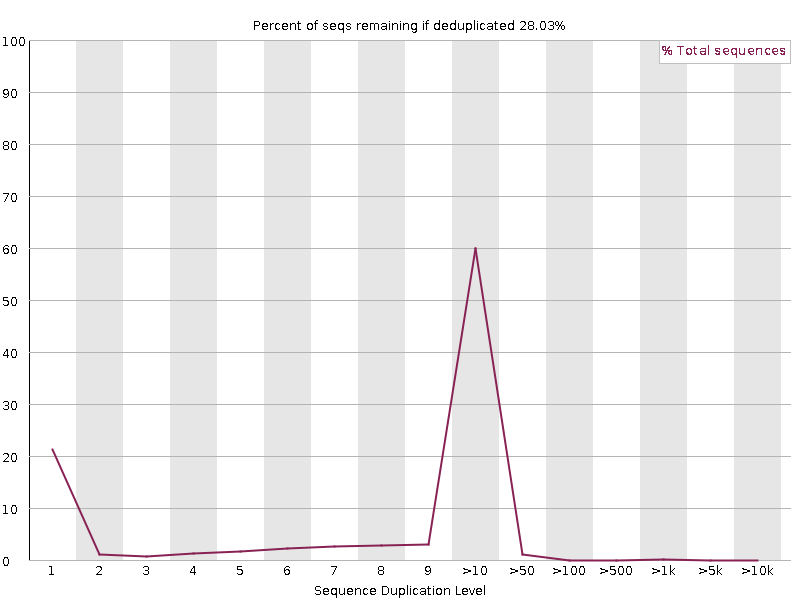 Percent of seqs remaining if deduplicated 28.03%
% Total sequences
100
90
80
70
60
50
40
30
20
10
0
1 2 3 4 5 6 7 8 9 >10 >50 >100 >500 >1k >5k >10k
Sequence Duplication Level